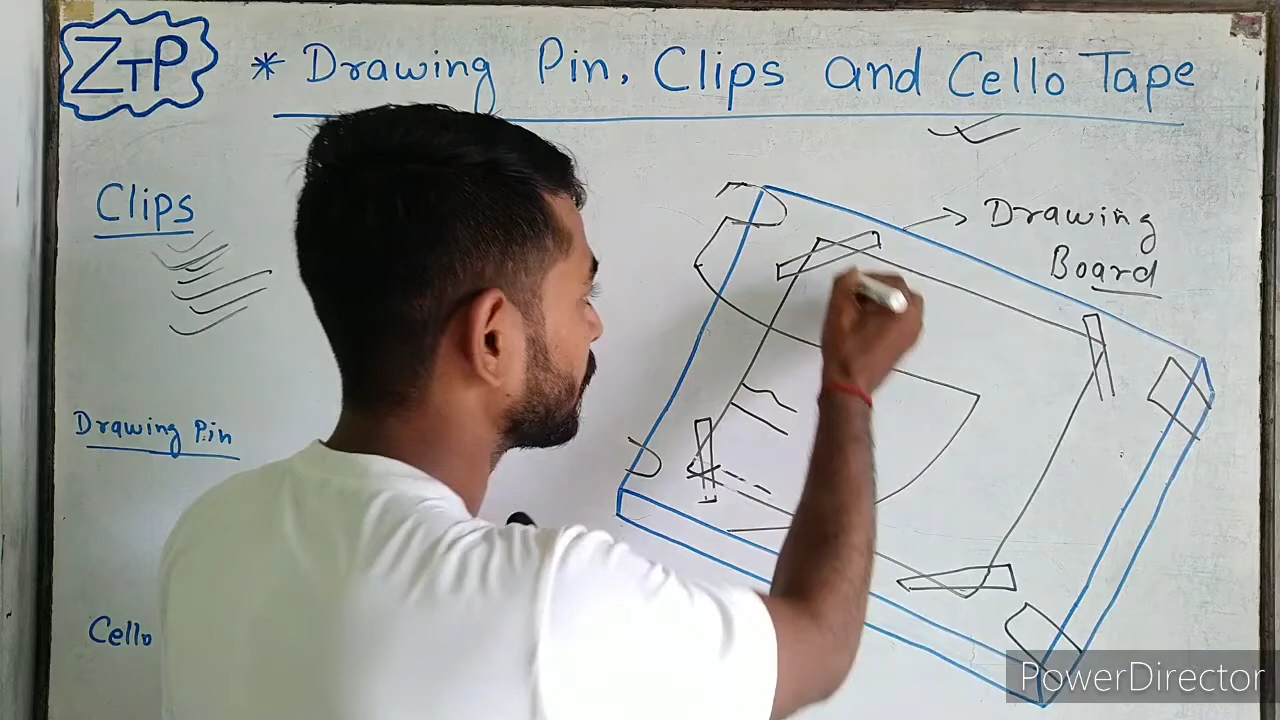 ZTP
* Drawing Pin, Clips and Cello Tape
Clips
Drawing
Board
Drawing Pin
Cello
PowerDirector